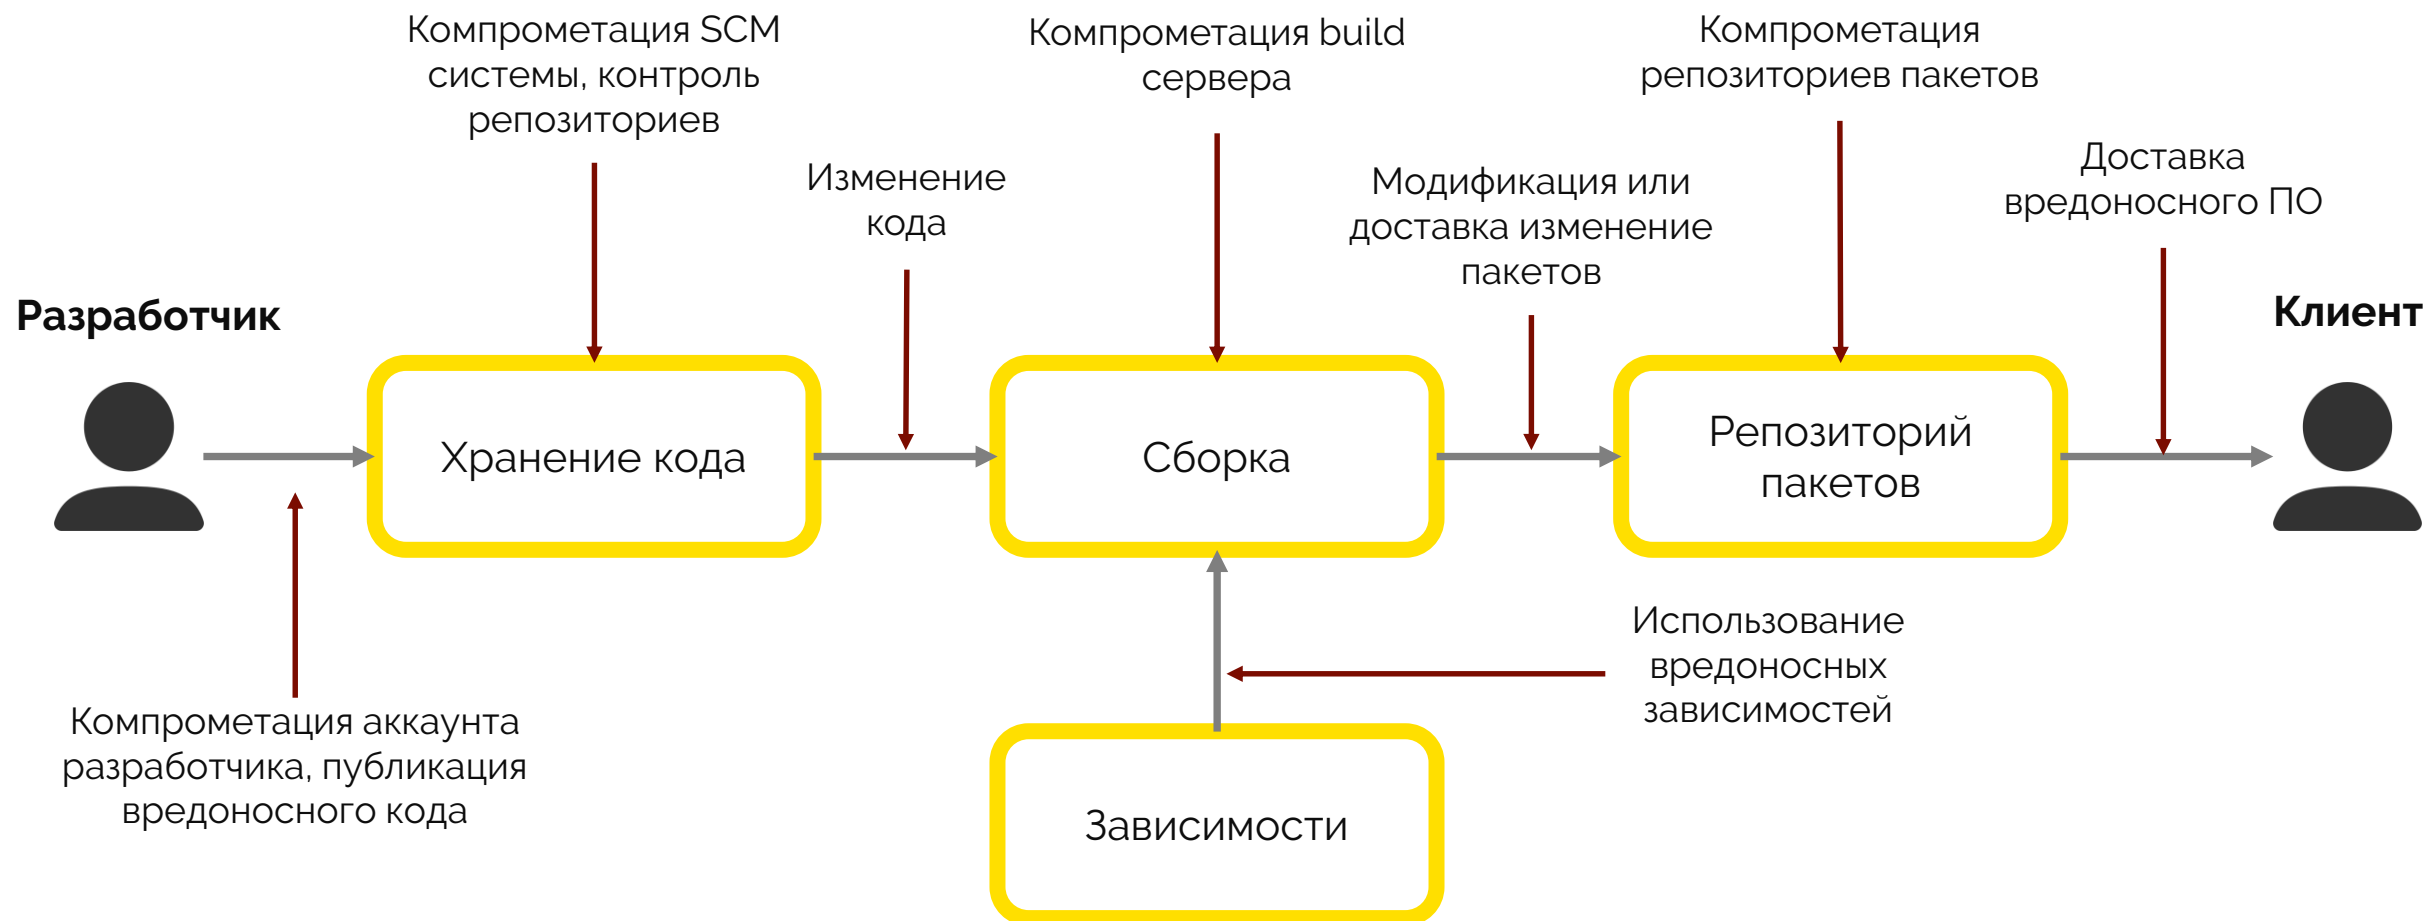 Компрометация SCM
системы, контроль
репозиториев
Компрометация build
сервера
Компрометация
репозиториев пакетов
Изменение
кода
Модификация или
доставка изменение
пакетов
Доставка
вредоносного ПО
Разработчик
Клиент
Хранение кода
Сборка
Репозиторий
пакетов
Использование
вредоносных
зависимостей
Компрометация аккаунта
разработчика, публикация
вредоносного кода
Зависимости